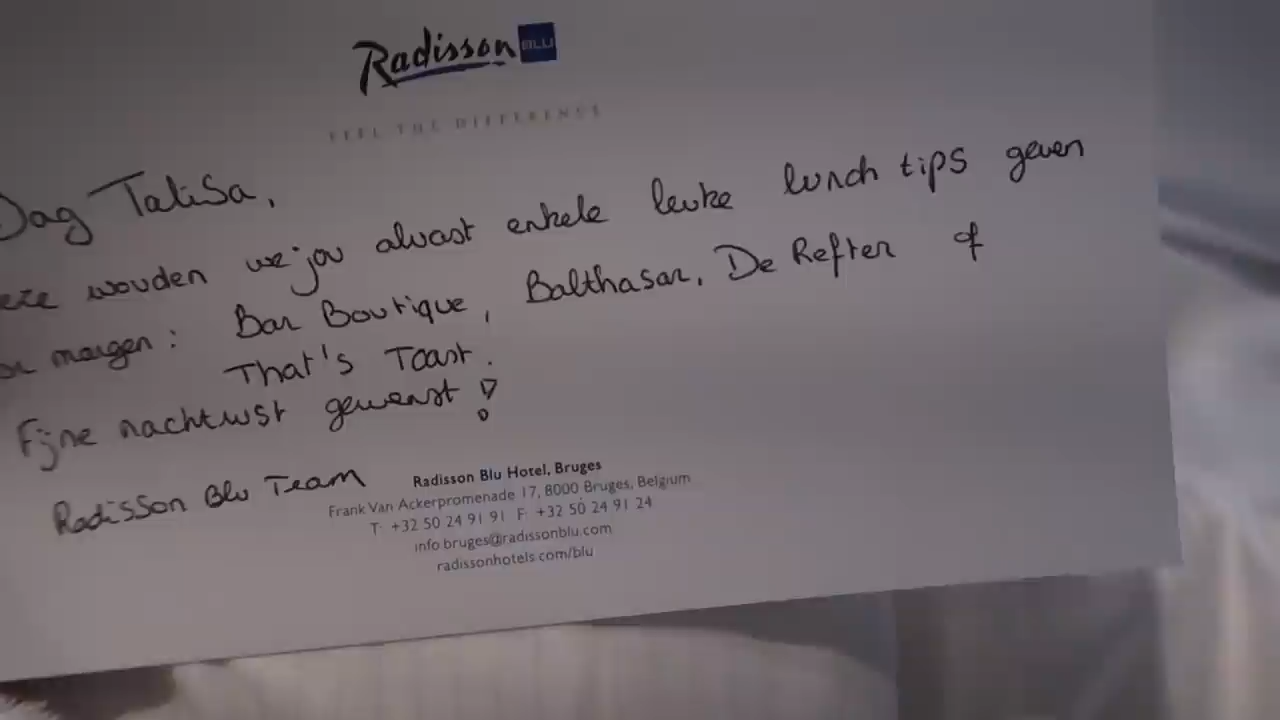 Radisson BLU
FEEL THE DIFFERENCE
Dag Talisa,
wouden we jou alvast enkele leuke lunch tips geven
morgen: Bar Boutique, Balthasar, De Refter of
That's Toast.
Fijne nachtrust gewenst!
Radisson Blu Team
Radisson Blu Hotel, Bruges
Frank Van Ackerpromenade 17, 8000 Bruges, Belgium
T: +32 50 24 91 91 F: +32 50 24 91 24
info.bruges@radissonblu.com
radissonhotels.com/blu